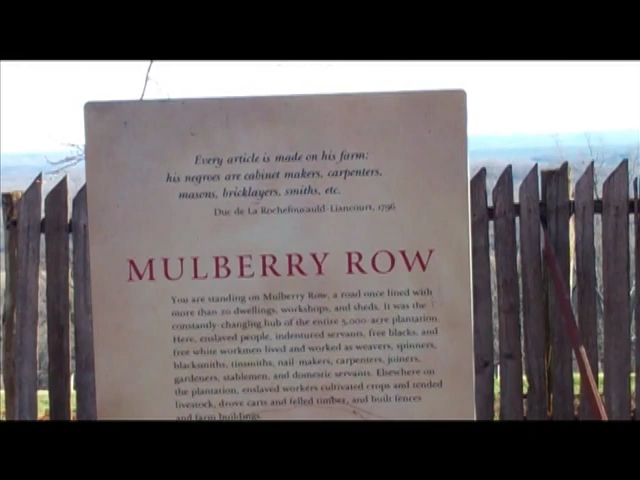 Every article is made on his farm:
his negroes are cabinet makers, carpenters,
masons, bricklayers, smiths, etc.
Duc de La Rochefoucauld-Liancourt, 1796
MULBERRY ROW
You are standing on Mulberry Row, a road once lined with
more than 20 dwellings, workshops, and sheds. It was the
constantly-changing hub of the entire 5,000-acre plantation.
Here, enslaved people, indentured servants, free blacks, and
free white workmen lived and worked as weavers, spinners,
blacksmiths, tinsmiths, nail-makers, carpenters, joiners,
gardeners, stablemen, and domestic servants. Elsewhere on
the plantation, enslaved workers cultivated crops and tended
livestock, drove carts and felled timber, and built fences
and farm buildings.